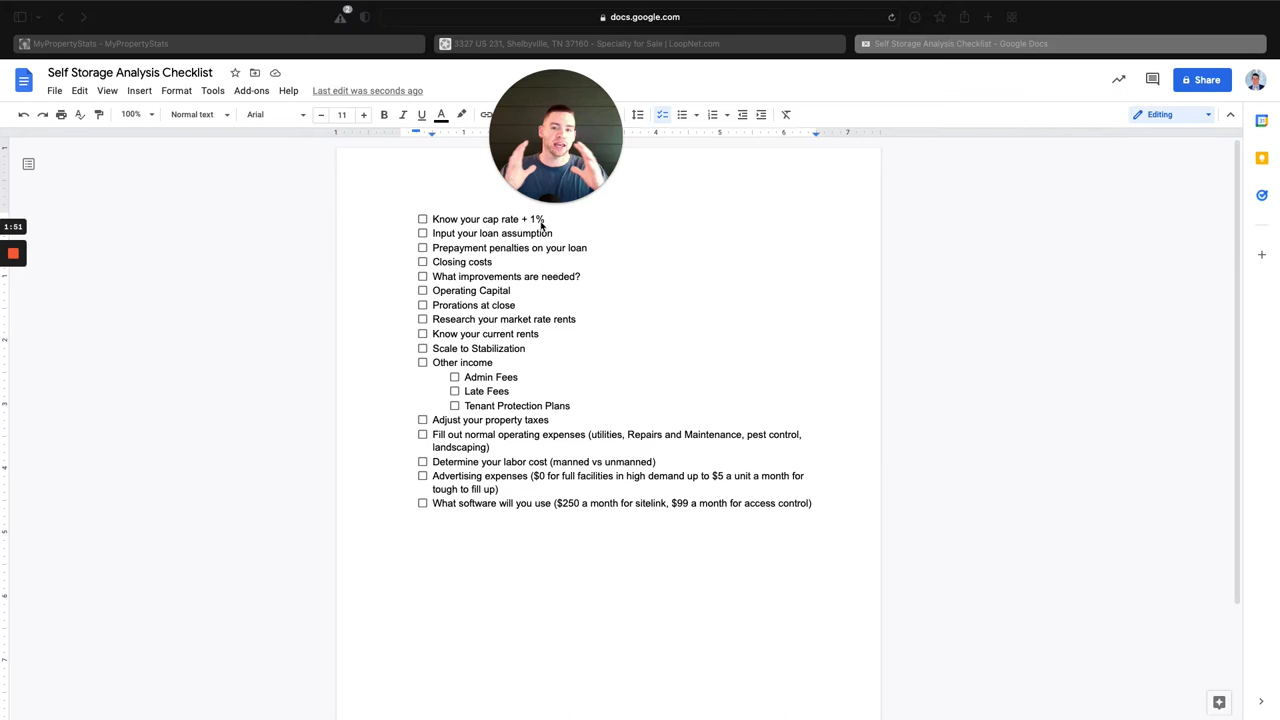 2
docs.google.com
MyPropertyStats - MyPropertyStats
3327 US 231, Shelbyville, TN 37160 - Specialty for Sale | LoopNet.com
Self Storage Analysis Checklist - Google Docs
Self Storage Analysis Checklist
Share
File Edit View Insert Format Tools Add-ons Help Last edit was seconds ago
100% Normal text Arial 11 B I U A Editing
1 1 4 5 6 7
1:51
Know your cap rate + 1%
Input your loan assumption
Prepayment penalties on your loan
Closing costs
What improvements are needed?
Operating Capital
Prorations at close
Research your market rate rents
Know your current rents
Scale to Stabilization
Other income
Admin Fees
Late Fees
Tenant Protection Plans
Adjust your property taxes
Fill out normal operating expenses (utilities, Repairs and Maintenance, pest control,
landscaping)
Determine your labor cost (manned vs unmanned)
Advertising expenses ($0 for full facilities in high demand up to $5 a unit a month for
tough to fill up)
What software will you use ($250 a month for sitelink, $99 a month for access control)